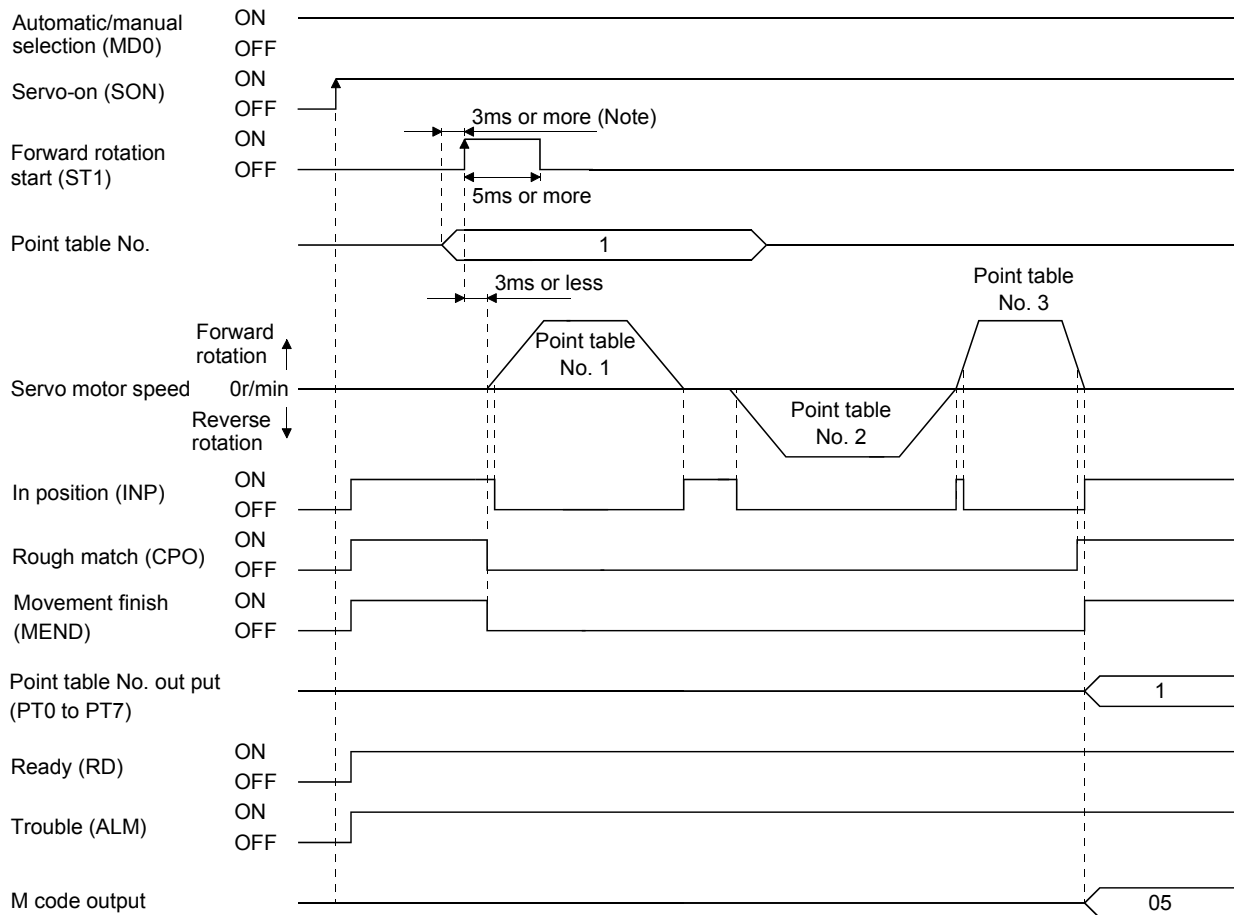 Automatic/manual
selection (MD0)
ON
OFF
Servo-on (SON)
ON
OFF
3ms or more (Note)
Forward rotation
start (ST1)
ON
OFF
5ms or more
Point table No.
1
3ms or less
Point table
No. 3
Forward
rotation
Point table
No. 1
Servo motor speed
0r/min
Reverse
rotation
Point table
No. 2
In position (INP)
ON
OFF
Rough match (CPO)
ON
OFF
Movement finish
(MEND)
ON
OFF
Point table No. out put
(PT0 to PT7)
1
Ready (RD)
ON
OFF
Trouble (ALM)
ON
OFF
M code output
05